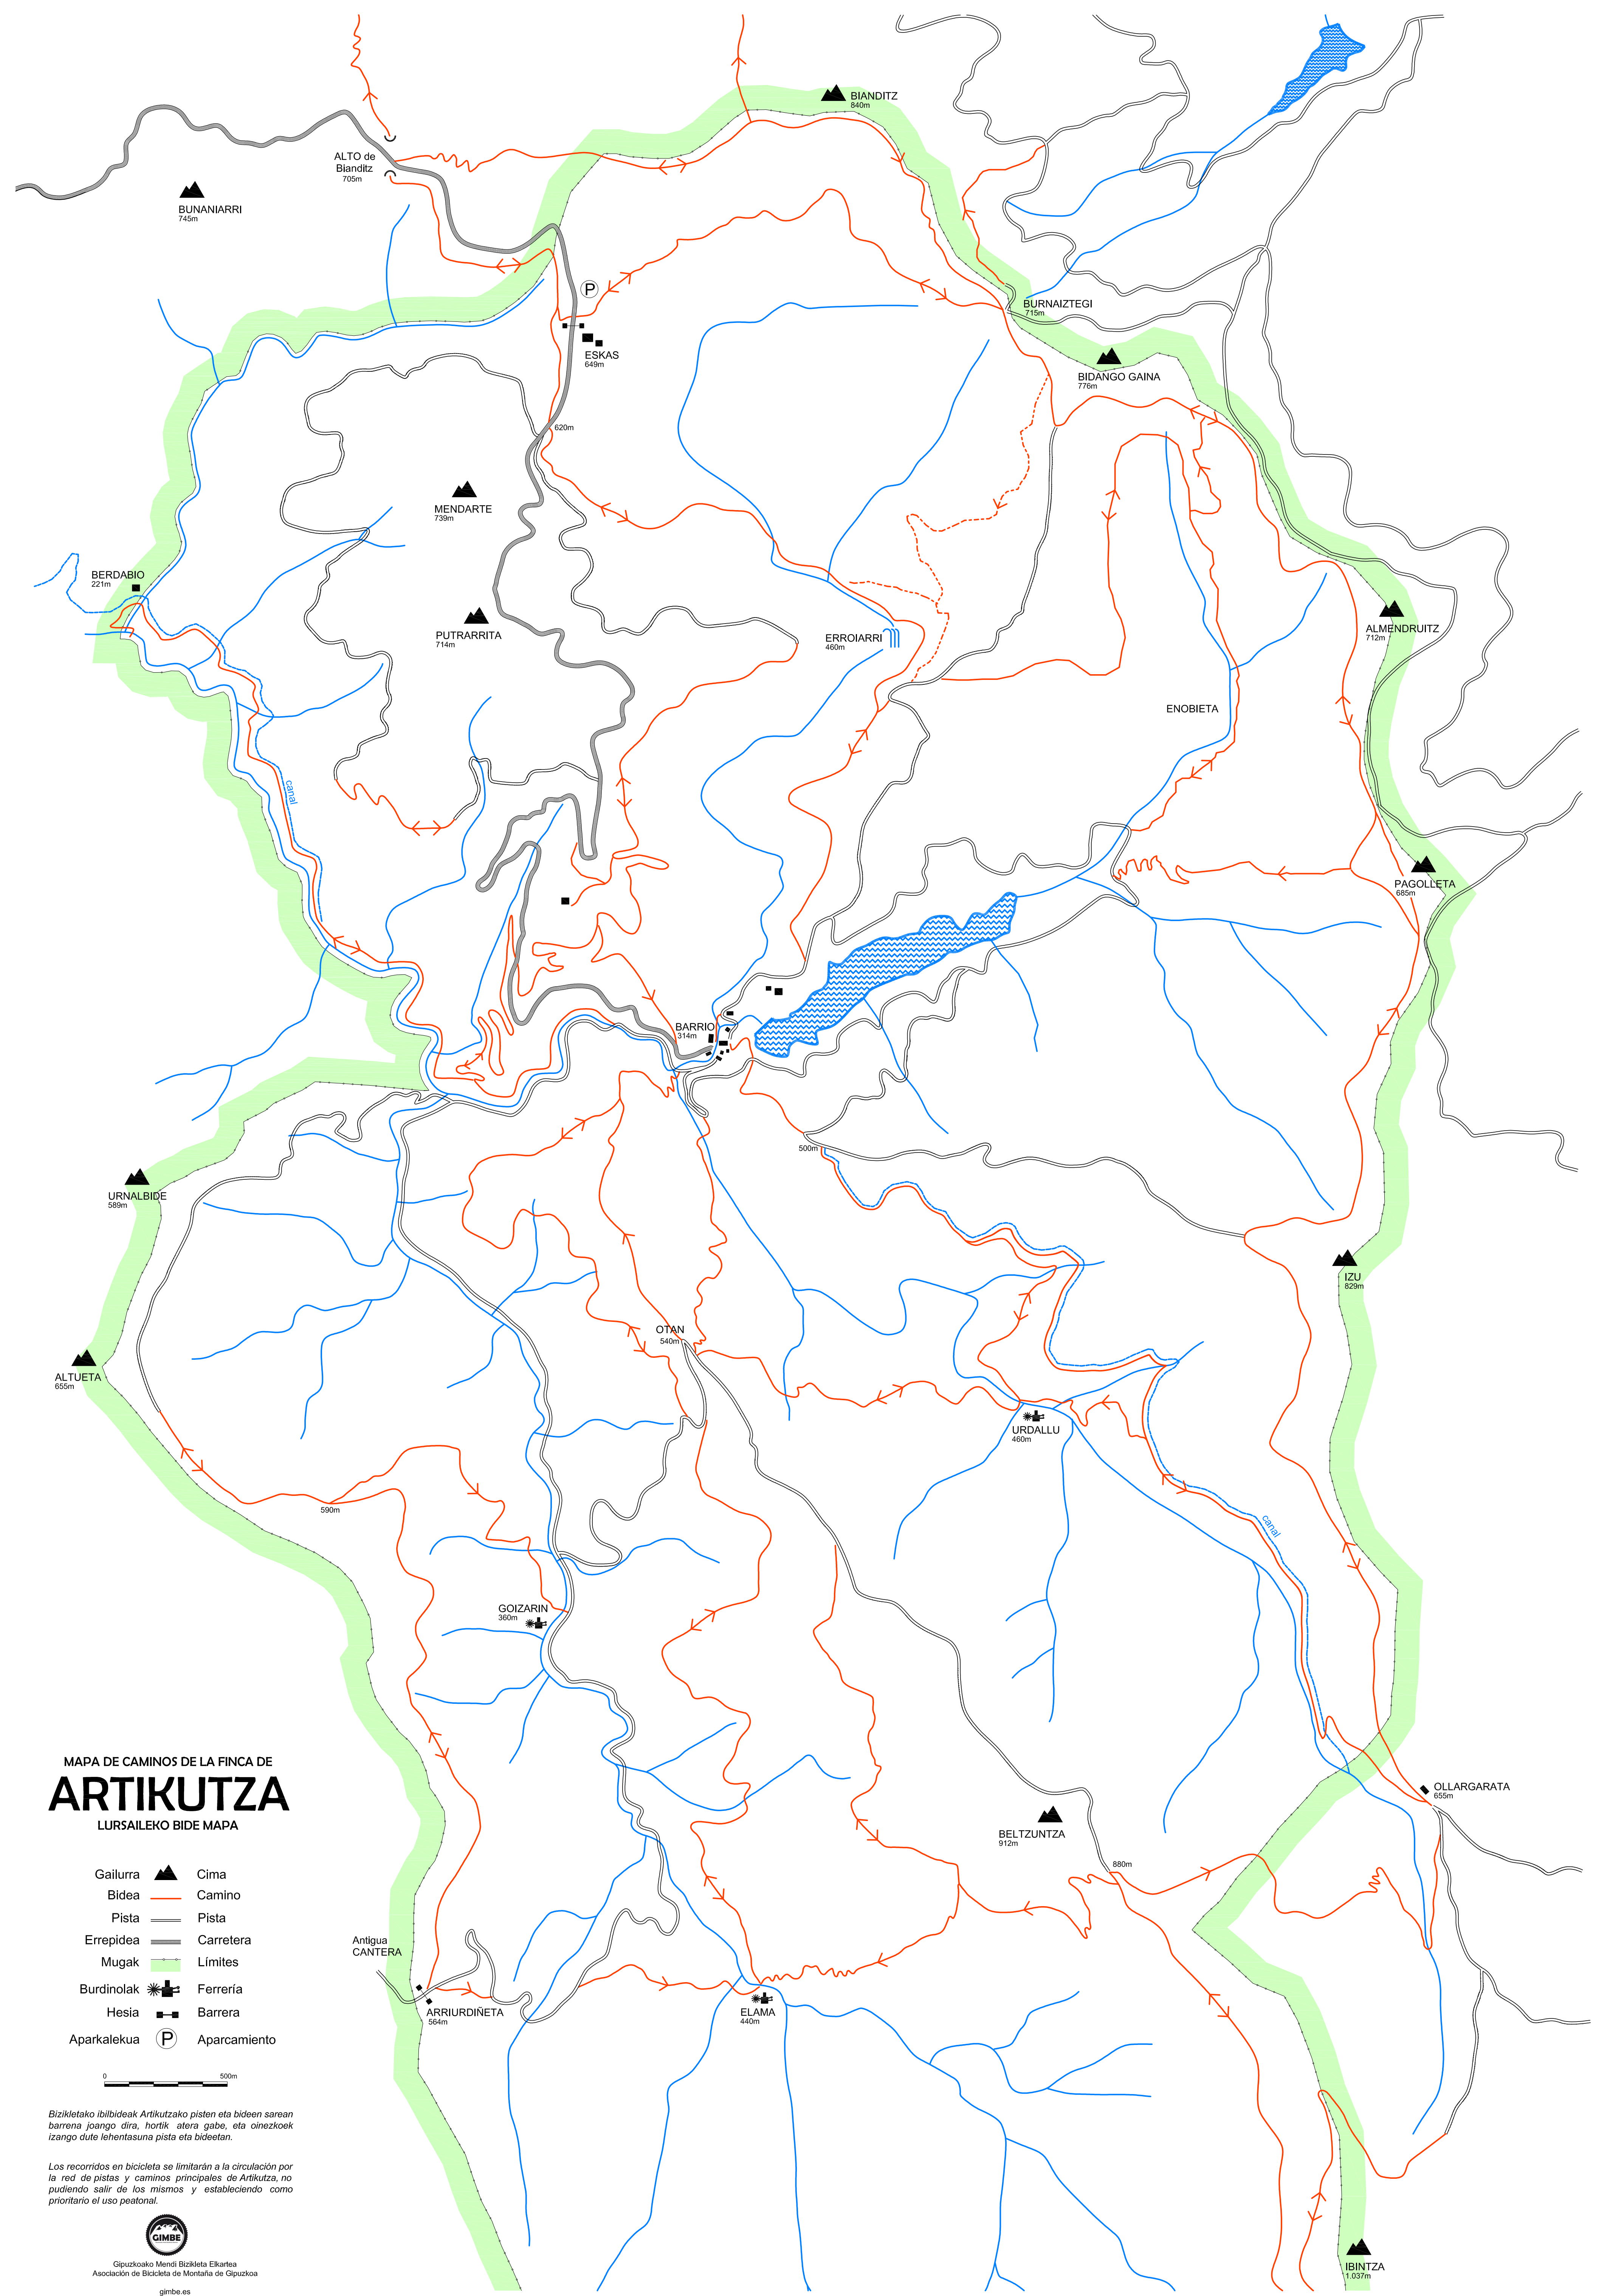 BIANDITZ
840m
ALTO de
Bianditz
705m
BUNANIARRI
745m
P
BURNAIZTEGI
715m
ESKAS
649m
BIDANGO GAINA
776m
620m
MENDARTE
739m
BERDABIO
221m
PUTRARRITA
714m
ERROIARRI
460m
ALMENDRUITZ
712m
ENOBIETA
canal
PAGOLLETA
685m
BARRIO
314m
500m
URNALBIDE
589m
IZU
829m
OTAN
540m
ALTUETA
655m
URDALLU
460m
590m
canal
GOIZARIN
360m
OLLARGARATA
655m
BELTZUNTZA
912m
880m
Antigua
CANTERA
ARRIURDIÑETA
564m
ELAMA
440m
IBINTZA
1.037m
MAPA DE CAMINOS DE LA FINCA DE
ARTIKUTZA
LURSAILEKO BIDE MAPA
Gailurra Cima
Bidea Camino
Pista Pista
Errepidea Carretera
Mugak Límites
Burdinolak Ferrería
Hesia Barrera
Aparkalekua P Aparcamiento
0 500m
Bizikletako ibilbideak Artikutzako pisten eta bideen sarean
barrena joango dira, hortik atera gabe, eta oinezkoek
izango dute lehentasuna pista eta bideetan.
Los recorridos en bicicleta se limitarán a la circulación por
la red de pistas y caminos principales de Artikutza, no
pudiendo salir de los mismos y estableciendo como
prioritario el uso peatonal.
GIMBE
Gipuzkoako Mendi Bizikleta Elkartea
Asociación de Bicicleta de Montaña de Gipuzkoa
gimbe.es